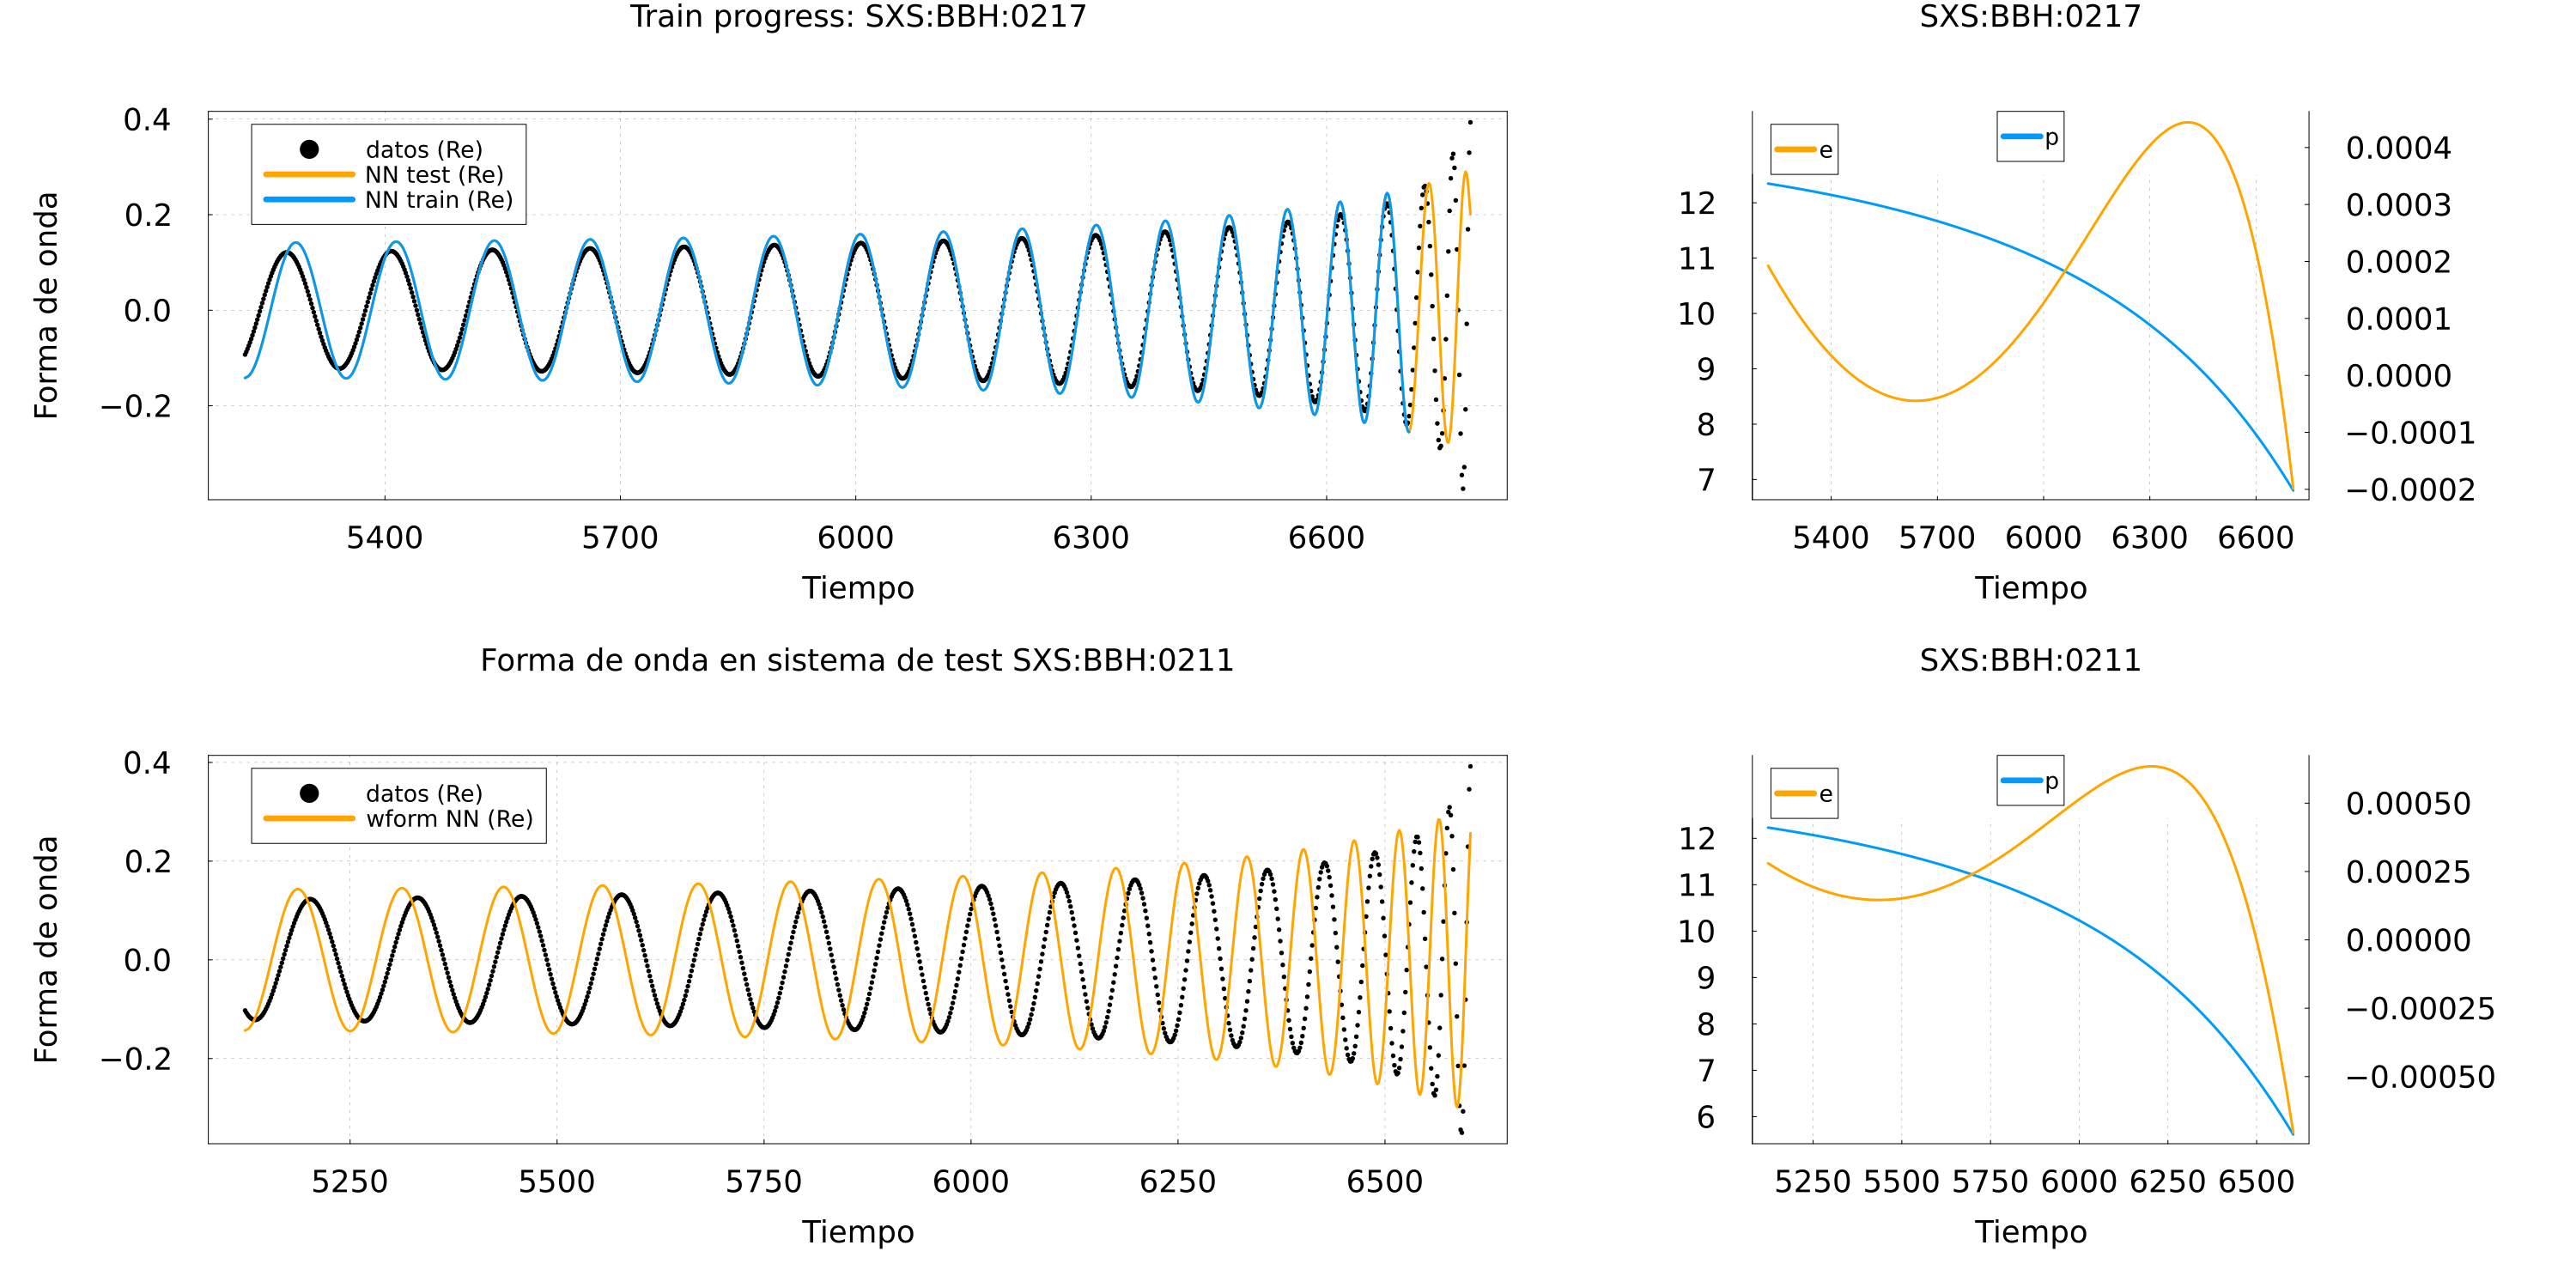 Train progress: SXS:BBH:0217
0.4
0.2
0.0
−0.2
Forma de onda
datos (Re)
NN test (Re)
NN train (Re)
5400 5700 6000 6300 6600
Tiempo
SXS:BBH:0217
e
p
12
11
10
9
8
7
0.0004
0.0003
0.0002
0.0001
0.0000
−0.0001
−0.0002
5400 5700 6000 6300 6600
Tiempo
Forma de onda en sistema de test SXS:BBH:0211
0.4
0.2
0.0
−0.2
Forma de onda
datos (Re)
wform NN (Re)
5250 5500 5750 6000 6250 6500
Tiempo
SXS:BBH:0211
e
p
12
11
10
9
8
7
6
0.00050
0.00025
0.00000
−0.00025
−0.00050
5250 5500 5750 6000 6250 6500
Tiempo